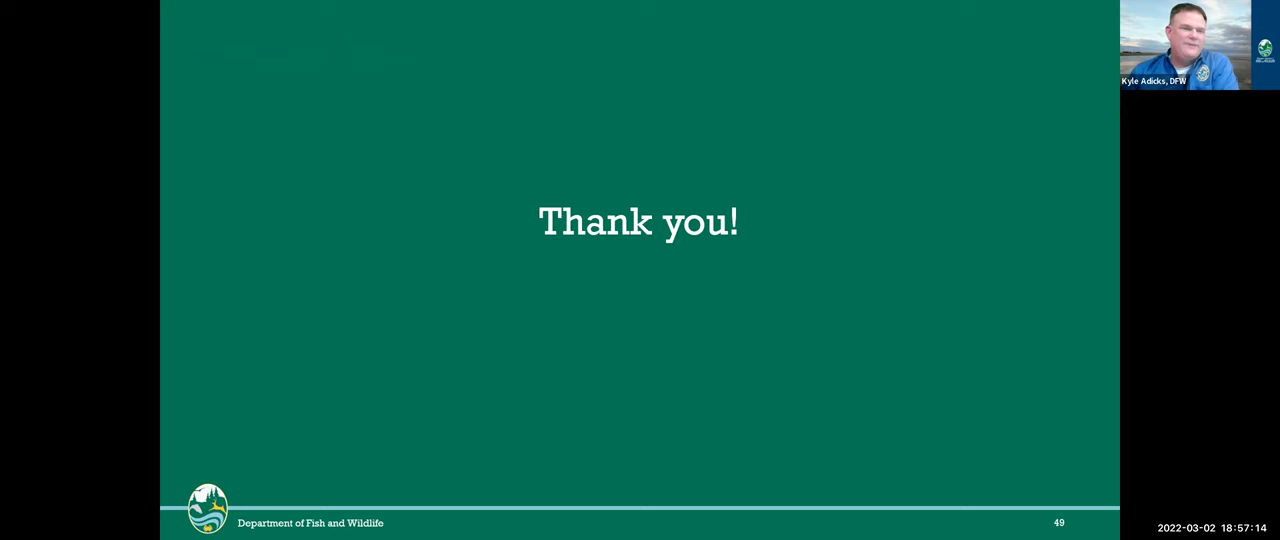 Kyle Adicks, DFW
Thank you!
Department of Fish and Wildlife
49
2022-03-02 18:57:14